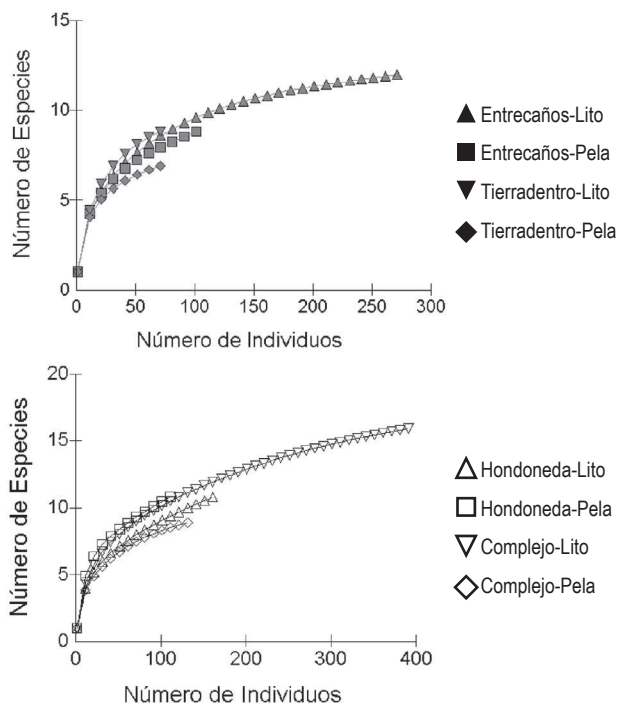 15
10
5
0
Número de Especies
0 50 100 150 200 250 300
Número de Individuos
Entrecaños-Lito
Entrecaños-Pela
Tierradentro-Lito
Tierradentro-Pela
20
15
10
5
0
Número de Especies
0 100 200 300 400
Número de Individuos
Hondoneda-Lito
Hondoneda-Pela
Complejo-Lito
Complejo-Pela